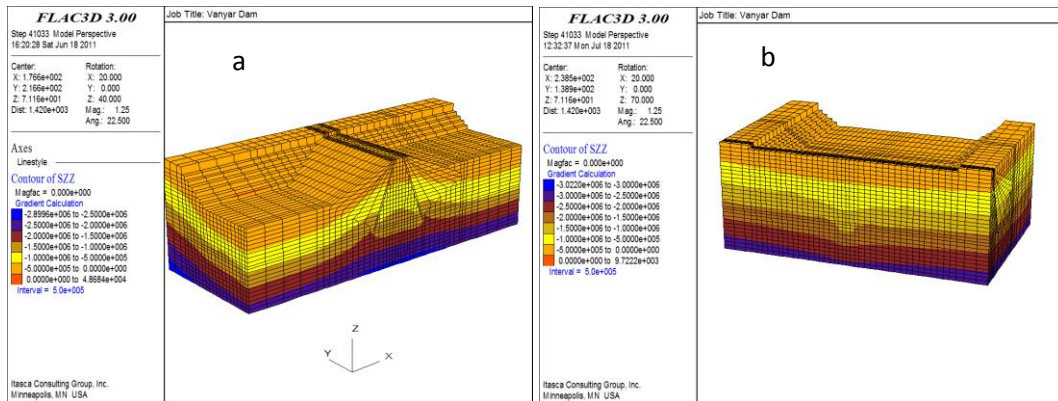 FLAC3D 3.00
Step 41033 Model Perspective
16:20:28 Sat Jun 18 2011
Center:
X: 1.766e+002
Y: 2.166e+002
Z: 7.116e+001
Dist: 1.420e+003
Rotation:
X: 20.000
Y: 0.000
Z: 40.000
Mag.: 1.25
Ang.: 22.500
Axes
Linestyle
Contour of SZZ
Magfac = 0.000e+000
Gradient Calculation
-2.8996e+006 to -2.5000e+006
-2.5000e+006 to -2.0000e+006
-2.0000e+006 to -1.5000e+006
-1.5000e+006 to -1.0000e+006
-1.0000e+006 to -5.0000e+005
-5.0000e+005 to 0.0000e+000
0.0000e+000 to 4.8684e+004
Interval = 5.0e+005
Itasca Consulting Group, Inc.
Minneapolis, MN USA
Job Title: Vanyar Dam
a
Z
Y
X
FLAC3D 3.00
Step 41033 Model Perspective
12:32:37 Mon Jul 18 2011
Center:
X: 2.385e+002
Y: 1.389e+002
Z: 7.116e+001
Dist: 1.420e+003
Rotation:
X: 20.000
Y: 0.000
Z: 70.000
Mag.: 1.25
Ang.: 22.500
Contour of SZZ
Magfac = 0.000e+000
Gradient Calculation
-3.0220e+006 to -3.0000e+006
-3.0000e+006 to -2.5000e+006
-2.5000e+006 to -2.0000e+006
-2.0000e+006 to -1.5000e+006
-1.5000e+006 to -1.0000e+006
-1.0000e+006 to -5.0000e+005
-5.0000e+005 to 0.0000e+000
0.0000e+000 to 9.7222e+003
Interval = 5.0e+005
Itasca Consulting Group, Inc.
Minneapolis, MN USA
Job Title: Vanyar Dam
b